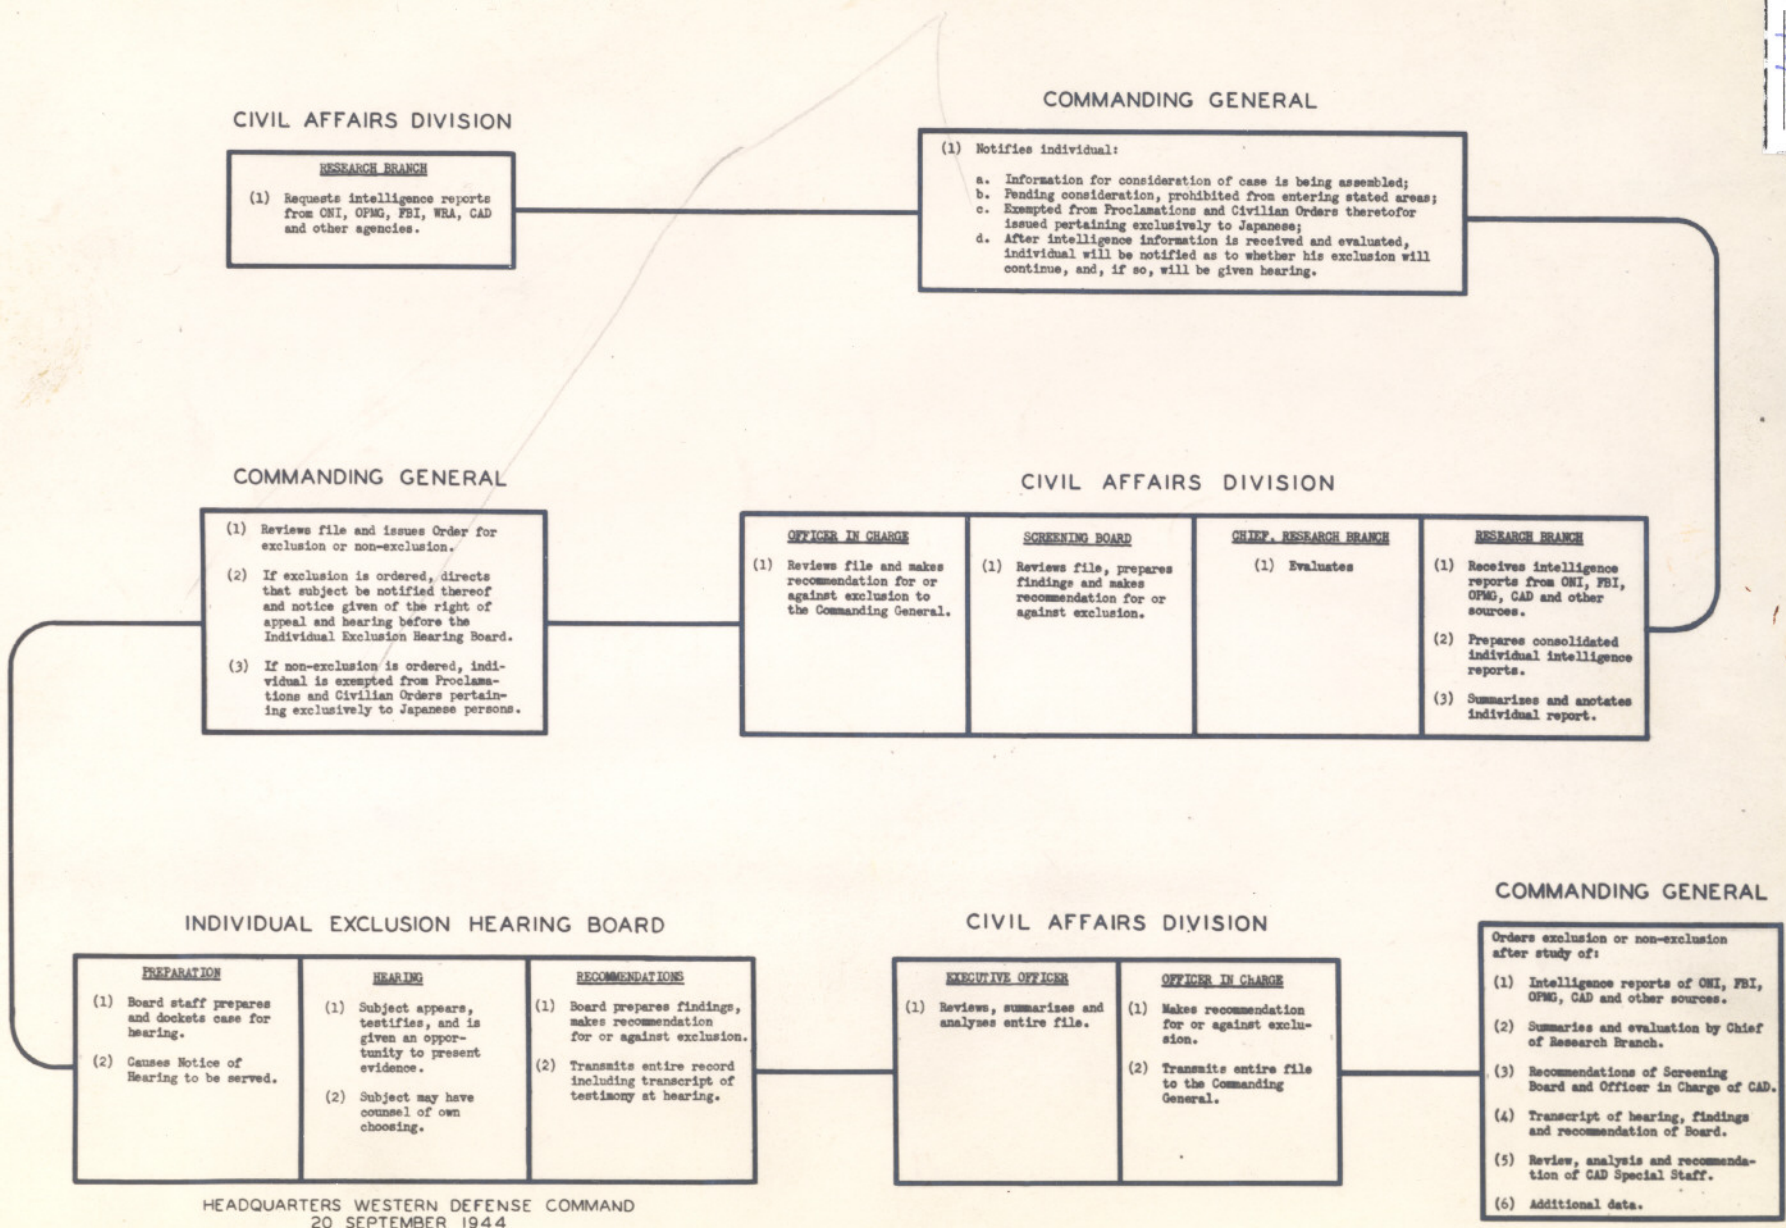 CIVIL AFFAIRS DIVISION
RESEARCH BRANCH
(1) Requests intelligence reports
from ONI, OPMG, FBI, WRA, CAD
and other agencies.
COMMANDING GENERAL
(1) Notifies individual:
a. Information for consideration of case is being assembled;
b. Pending consideration, prohibited from entering stated areas;
c. Exempted from Proclamations and Civilian Orders theretofor
issued pertaining exclusively to Japanese;
d. After intelligence information is received and evaluated,
individual will be notified as to whether his exclusion will
continue, and, if so, will be given hearing.
CIVIL AFFAIRS DIVISION
RESEARCH BRANCH
(1) Receives intelligence
reports from ONI, FBI,
OPMG, CAD and other
sources.
(2) Prepares consolidated
individual intelligence
reports.
(3) Summarizes and anotates
individual report.
CHIEF, RESEARCH BRANCH
(1) Evaluates
SCREENING BOARD
(1) Reviews file, prepares
findings and makes
recommendation for or
against exclusion.
OFFICER IN CHARGE
(1) Reviews file and makes
recommendation for or
against exclusion to
the Commanding General.
COMMANDING GENERAL
(1) Reviews file and issues Order for
exclusion or non-exclusion.
(2) If exclusion is ordered, directs
that subject be notified thereof
and notice given of the right of
appeal and hearing before the
Individual Exclusion Hearing Board.
(3) If non-exclusion is ordered, indi-
vidual is exempted from Proclama-
tions and Civilian Orders pertain-
ing exclusively to Japanese persons.
INDIVIDUAL EXCLUSION HEARING BOARD
PREPARATION
(1) Board staff prepares
and dockets case for
hearing.
(2) Causes Notice of
Hearing to be served.
HEARING
(1) Subject appears,
testifies, and is
given an oppor-
tunity to present
evidence.
(2) Subject may have
counsel of own
choosing.
RECOMMENDATIONS
(1) Board prepares findings,
makes recommendation
for or against exclusion.
(2) Transmits entire record
including transcript of
testimony at hearing.
CIVIL AFFAIRS DIVISION
EXECUTIVE OFFICER
(1) Reviews, summarizes and
analyzes entire file.
OFFICER IN CHARGE
(1) Makes recommendation
for or against exclu-
sion.
(2) Transmits entire file
to the Commanding
General.
COMMANDING GENERAL
Orders exclusion or non-exclusion
after study of:
(1) Intelligence reports of ONI, FBI,
OPMG, CAD and other sources.
(2) Summaries and evaluation by Chief
of Research Branch.
(3) Recommendations of Screening
Board and Officer in Charge of CAD.
(4) Transcript of hearing, findings
and recommendation of Board.
(5) Review, analysis and recommenda-
tion of CAD Special Staff.
(6) Additional data.
HEADQUARTERS WESTERN DEFENSE COMMAND
20 SEPTEMBER 1944